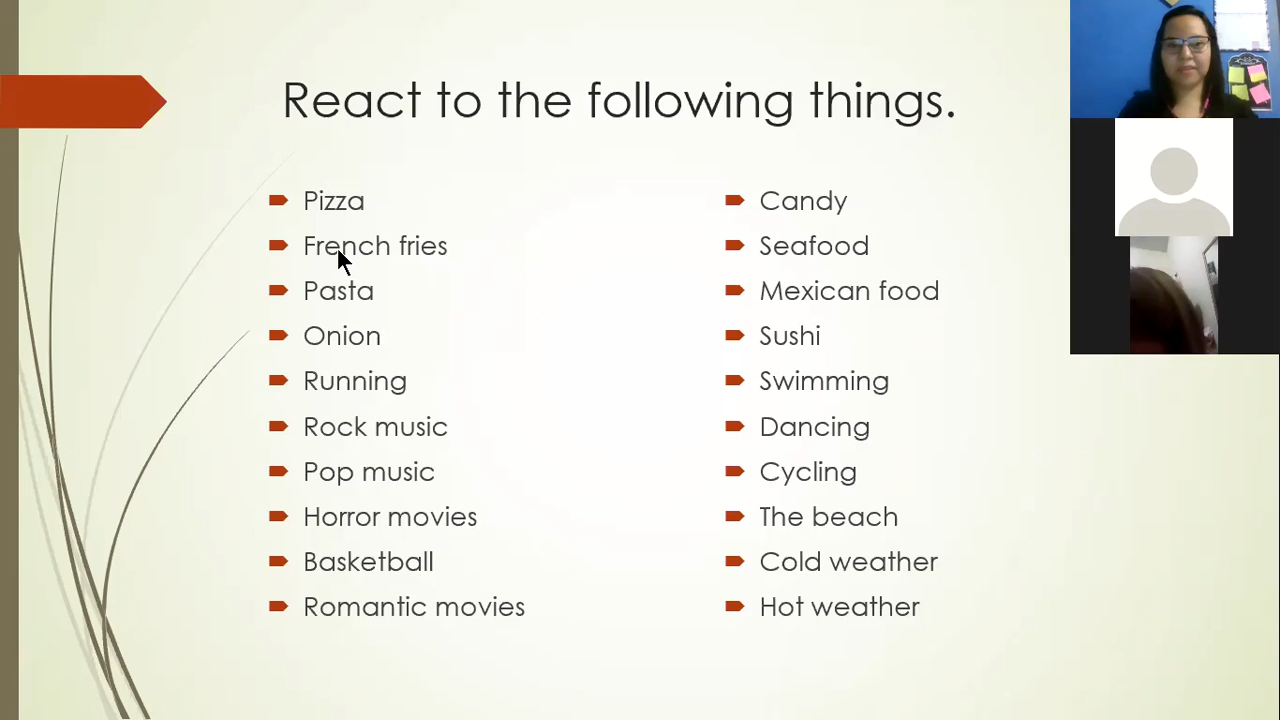 React to the following things.
Pizza
French fries
Pasta
Onion
Running
Rock music
Pop music
Horror movies
Basketball
Romantic movies
Candy
Seafood
Mexican food
Sushi
Swimming
Dancing
Cycling
The beach
Cold weather
Hot weather